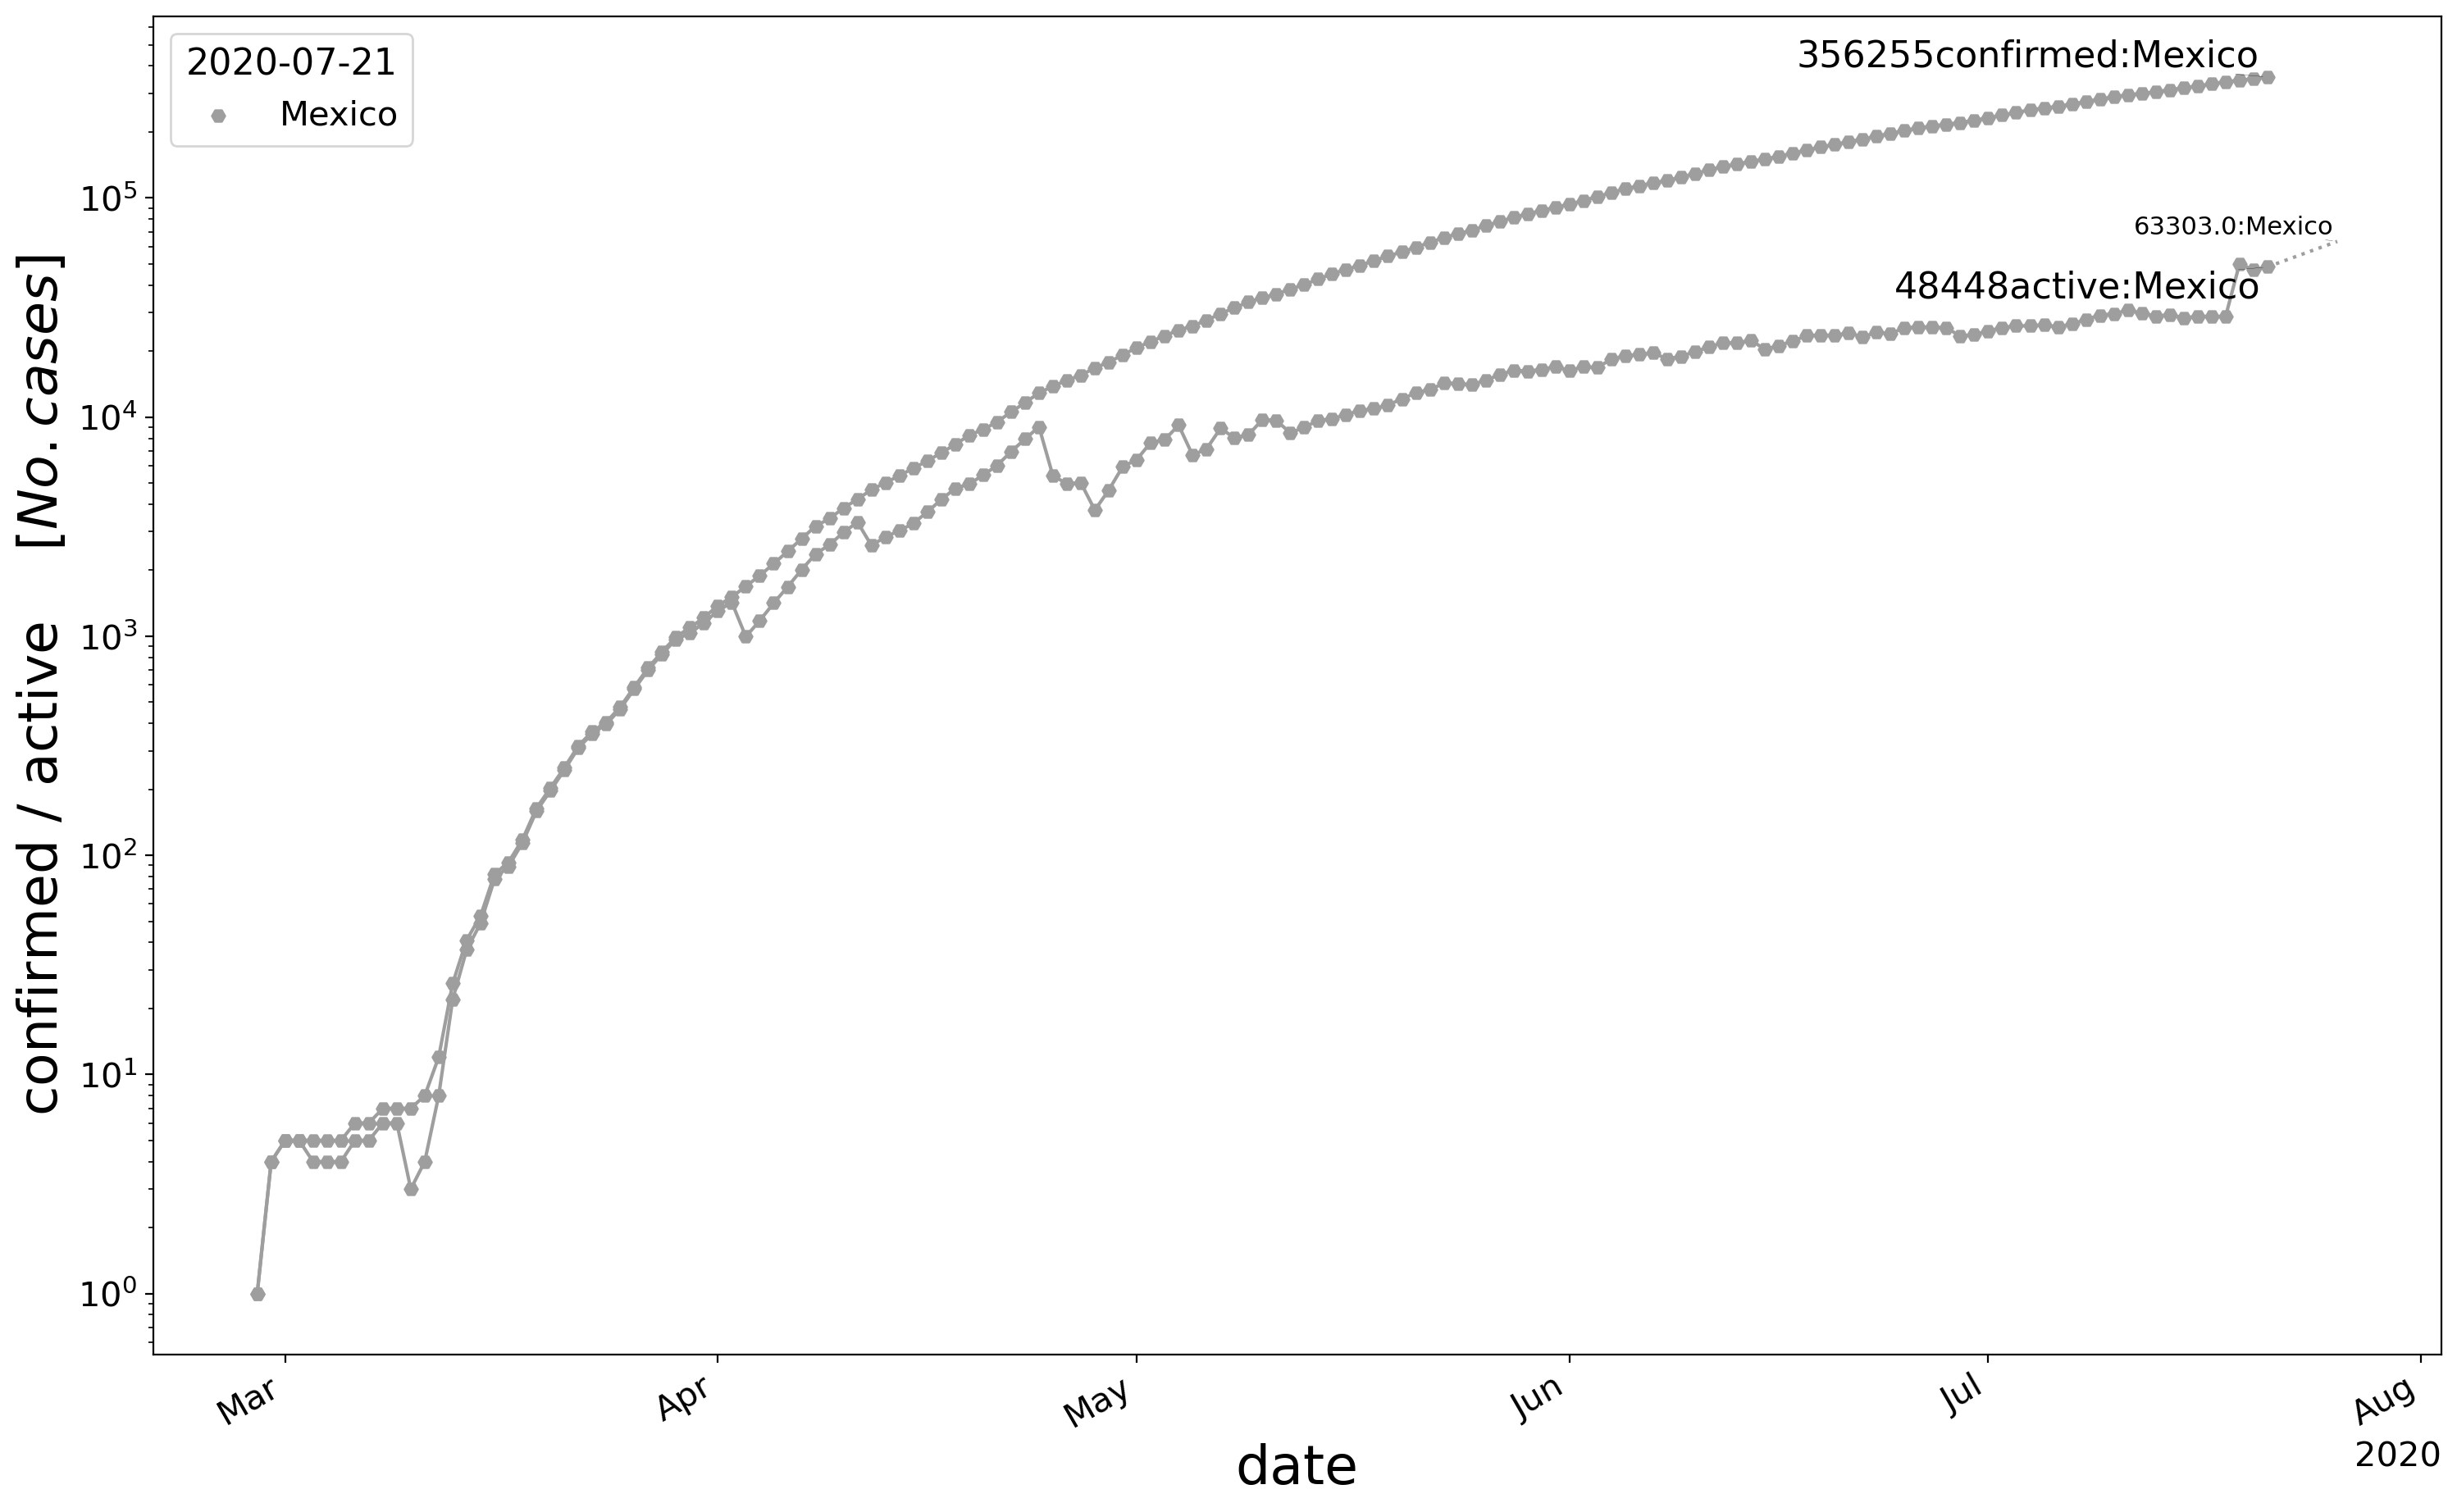 2020-07-21
Mexico
356255confirmed:Mexico
63303.0:Mexico
48448active:Mexico
confirmed / active [No.cases]
10^5
10^4
10^3
10^2
10^1
10^0
Mar
Apr
May
Jun
Jul
Aug
date
2020